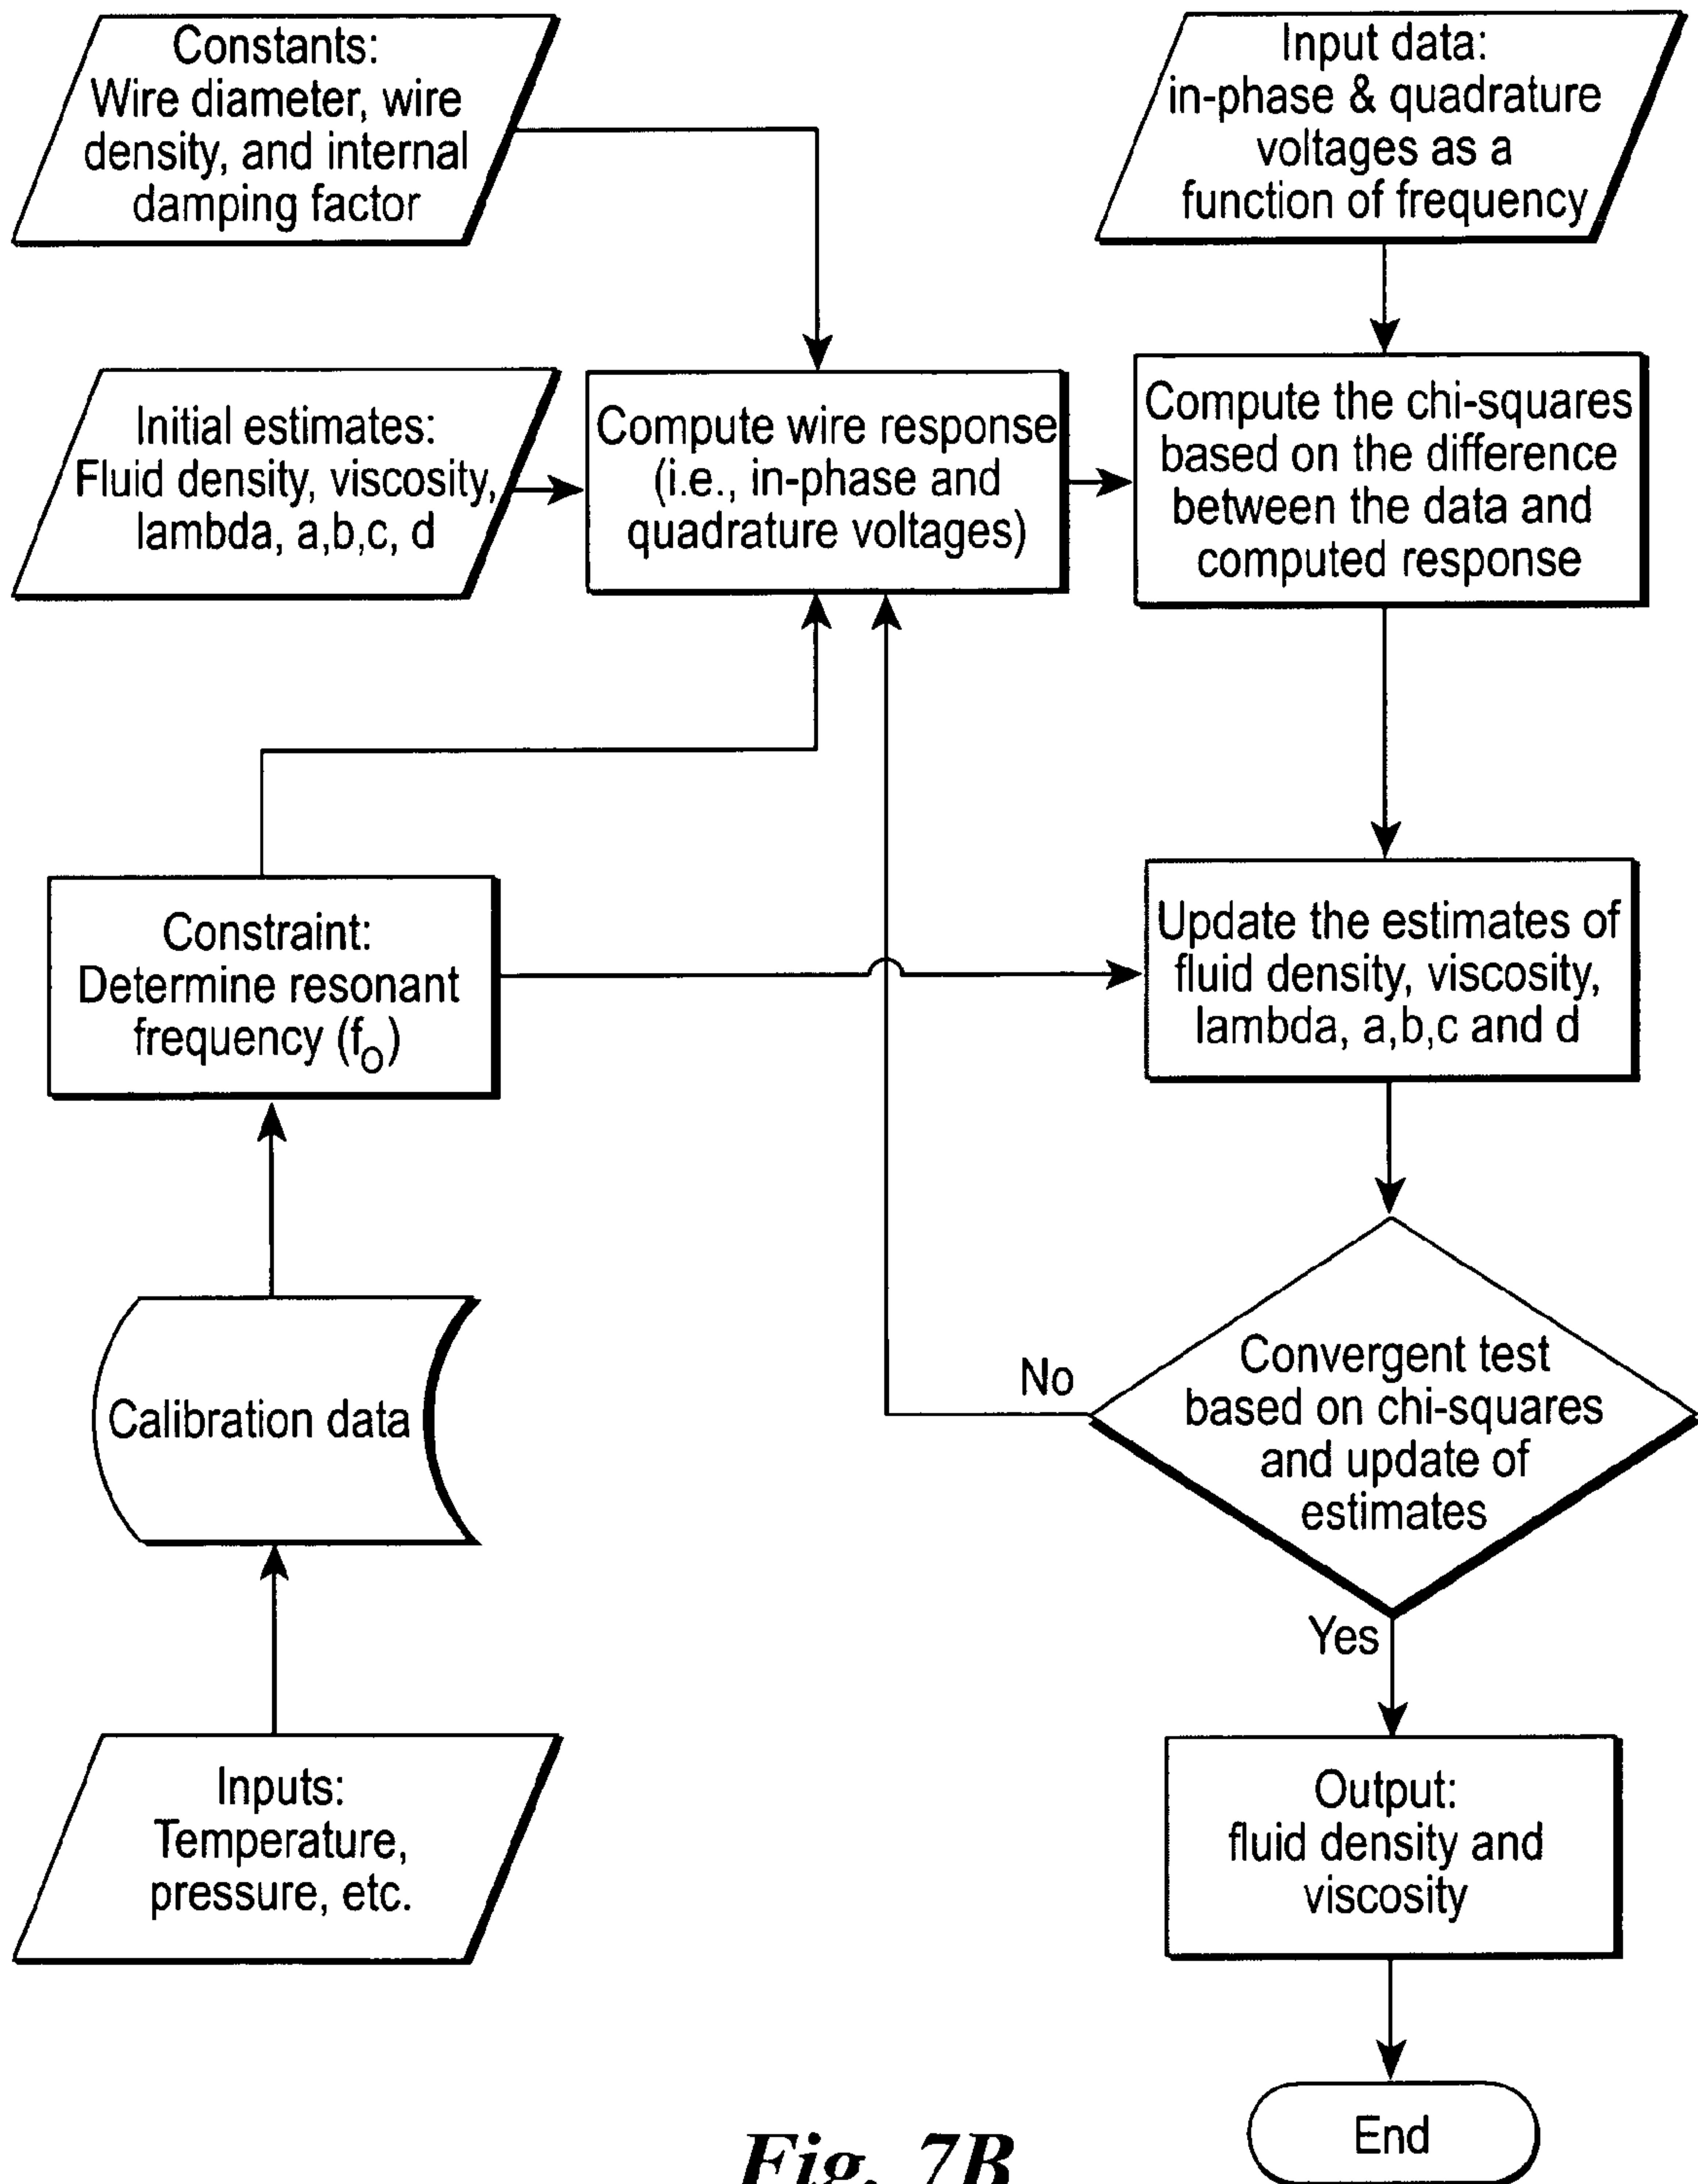 Constants:
Wire diameter, wire
density, and internal
damping factor
Input data:
in-phase & quadrature
voltages as a
function of frequency
Initial estimates:
Fluid density, viscosity,
lambda, a,b,c, d
Compute wire response
(i.e., in-phase and
quadrature voltages)
Compute the chi-squares
based on the difference
between the data and
computed response
Constraint:
Determine resonant
frequency (fO)
Update the estimates of
fluid density, viscosity,
lambda, a,b,c and d
Calibration data
No
Convergent test
based on chi-squares
and update of
estimates
Yes
Inputs:
Temperature,
pressure, etc.
Output:
fluid density and
viscosity
End
Fig. 7B